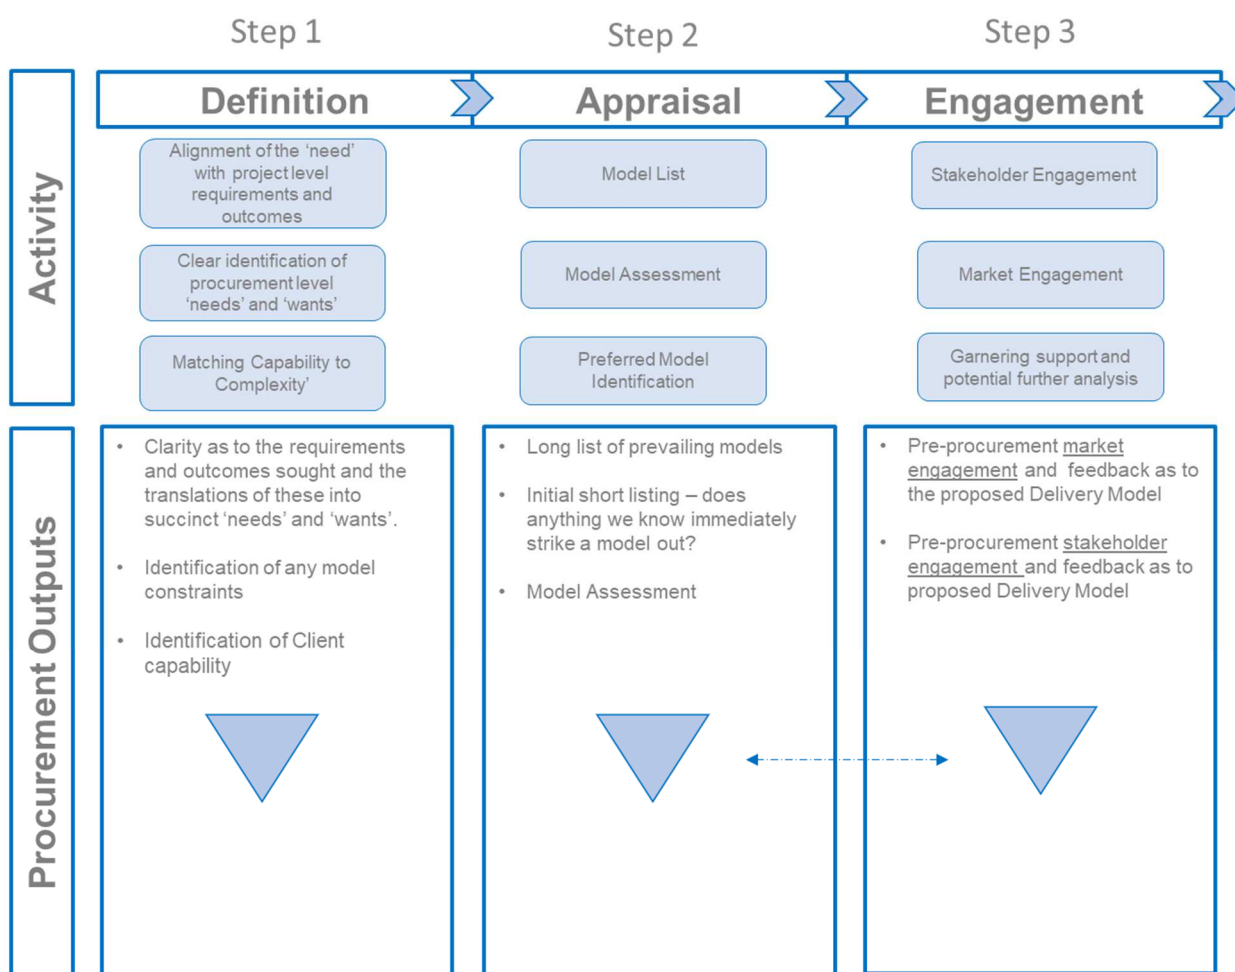 Step 1
Step 2
Step 3
Definition
Appraisal
Engagement
Activity
Alignment of the ‘need’
with project level
requirements and
outcomes
Model List
Stakeholder Engagement
Clear identification of
procurement level
‘needs’ and ‘wants’
Model Assessment
Market Engagement
Matching Capability to
Complexity’
Preferred Model
Identification
Garnering support and
potential further analysis
Procurement Outputs
• Clarity as to the requirements
and outcomes sought and the
translations of these into
succinct ‘needs’ and ‘wants’.
• Identification of any model
constraints
• Identification of Client
capability
• Long list of prevailing models
• Initial short listing – does
anything we know immediately
strike a model out?
• Model Assessment
• Pre-procurement market
engagement and feedback as to
the proposed Delivery Model
• Pre-procurement stakeholder
engagement and feedback as to
proposed Delivery Model